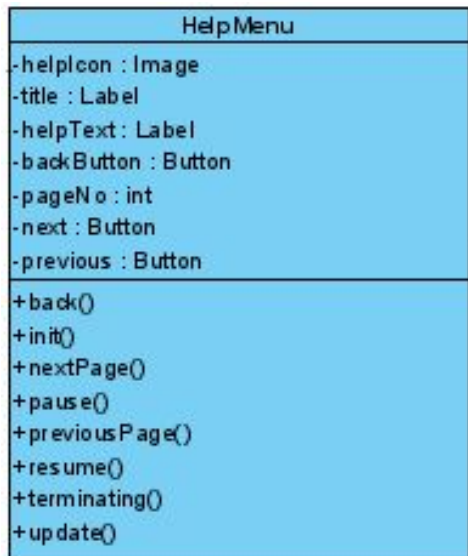 HelpMenu
-helpIcon : Image
-title : Label
-helpText : Label
-backButton : Button
-pageNo : int
-next : Button
-previous : Button
+back()
+init()
+nextPage()
+pause()
+previousPage()
+resume()
+terminating()
+update()